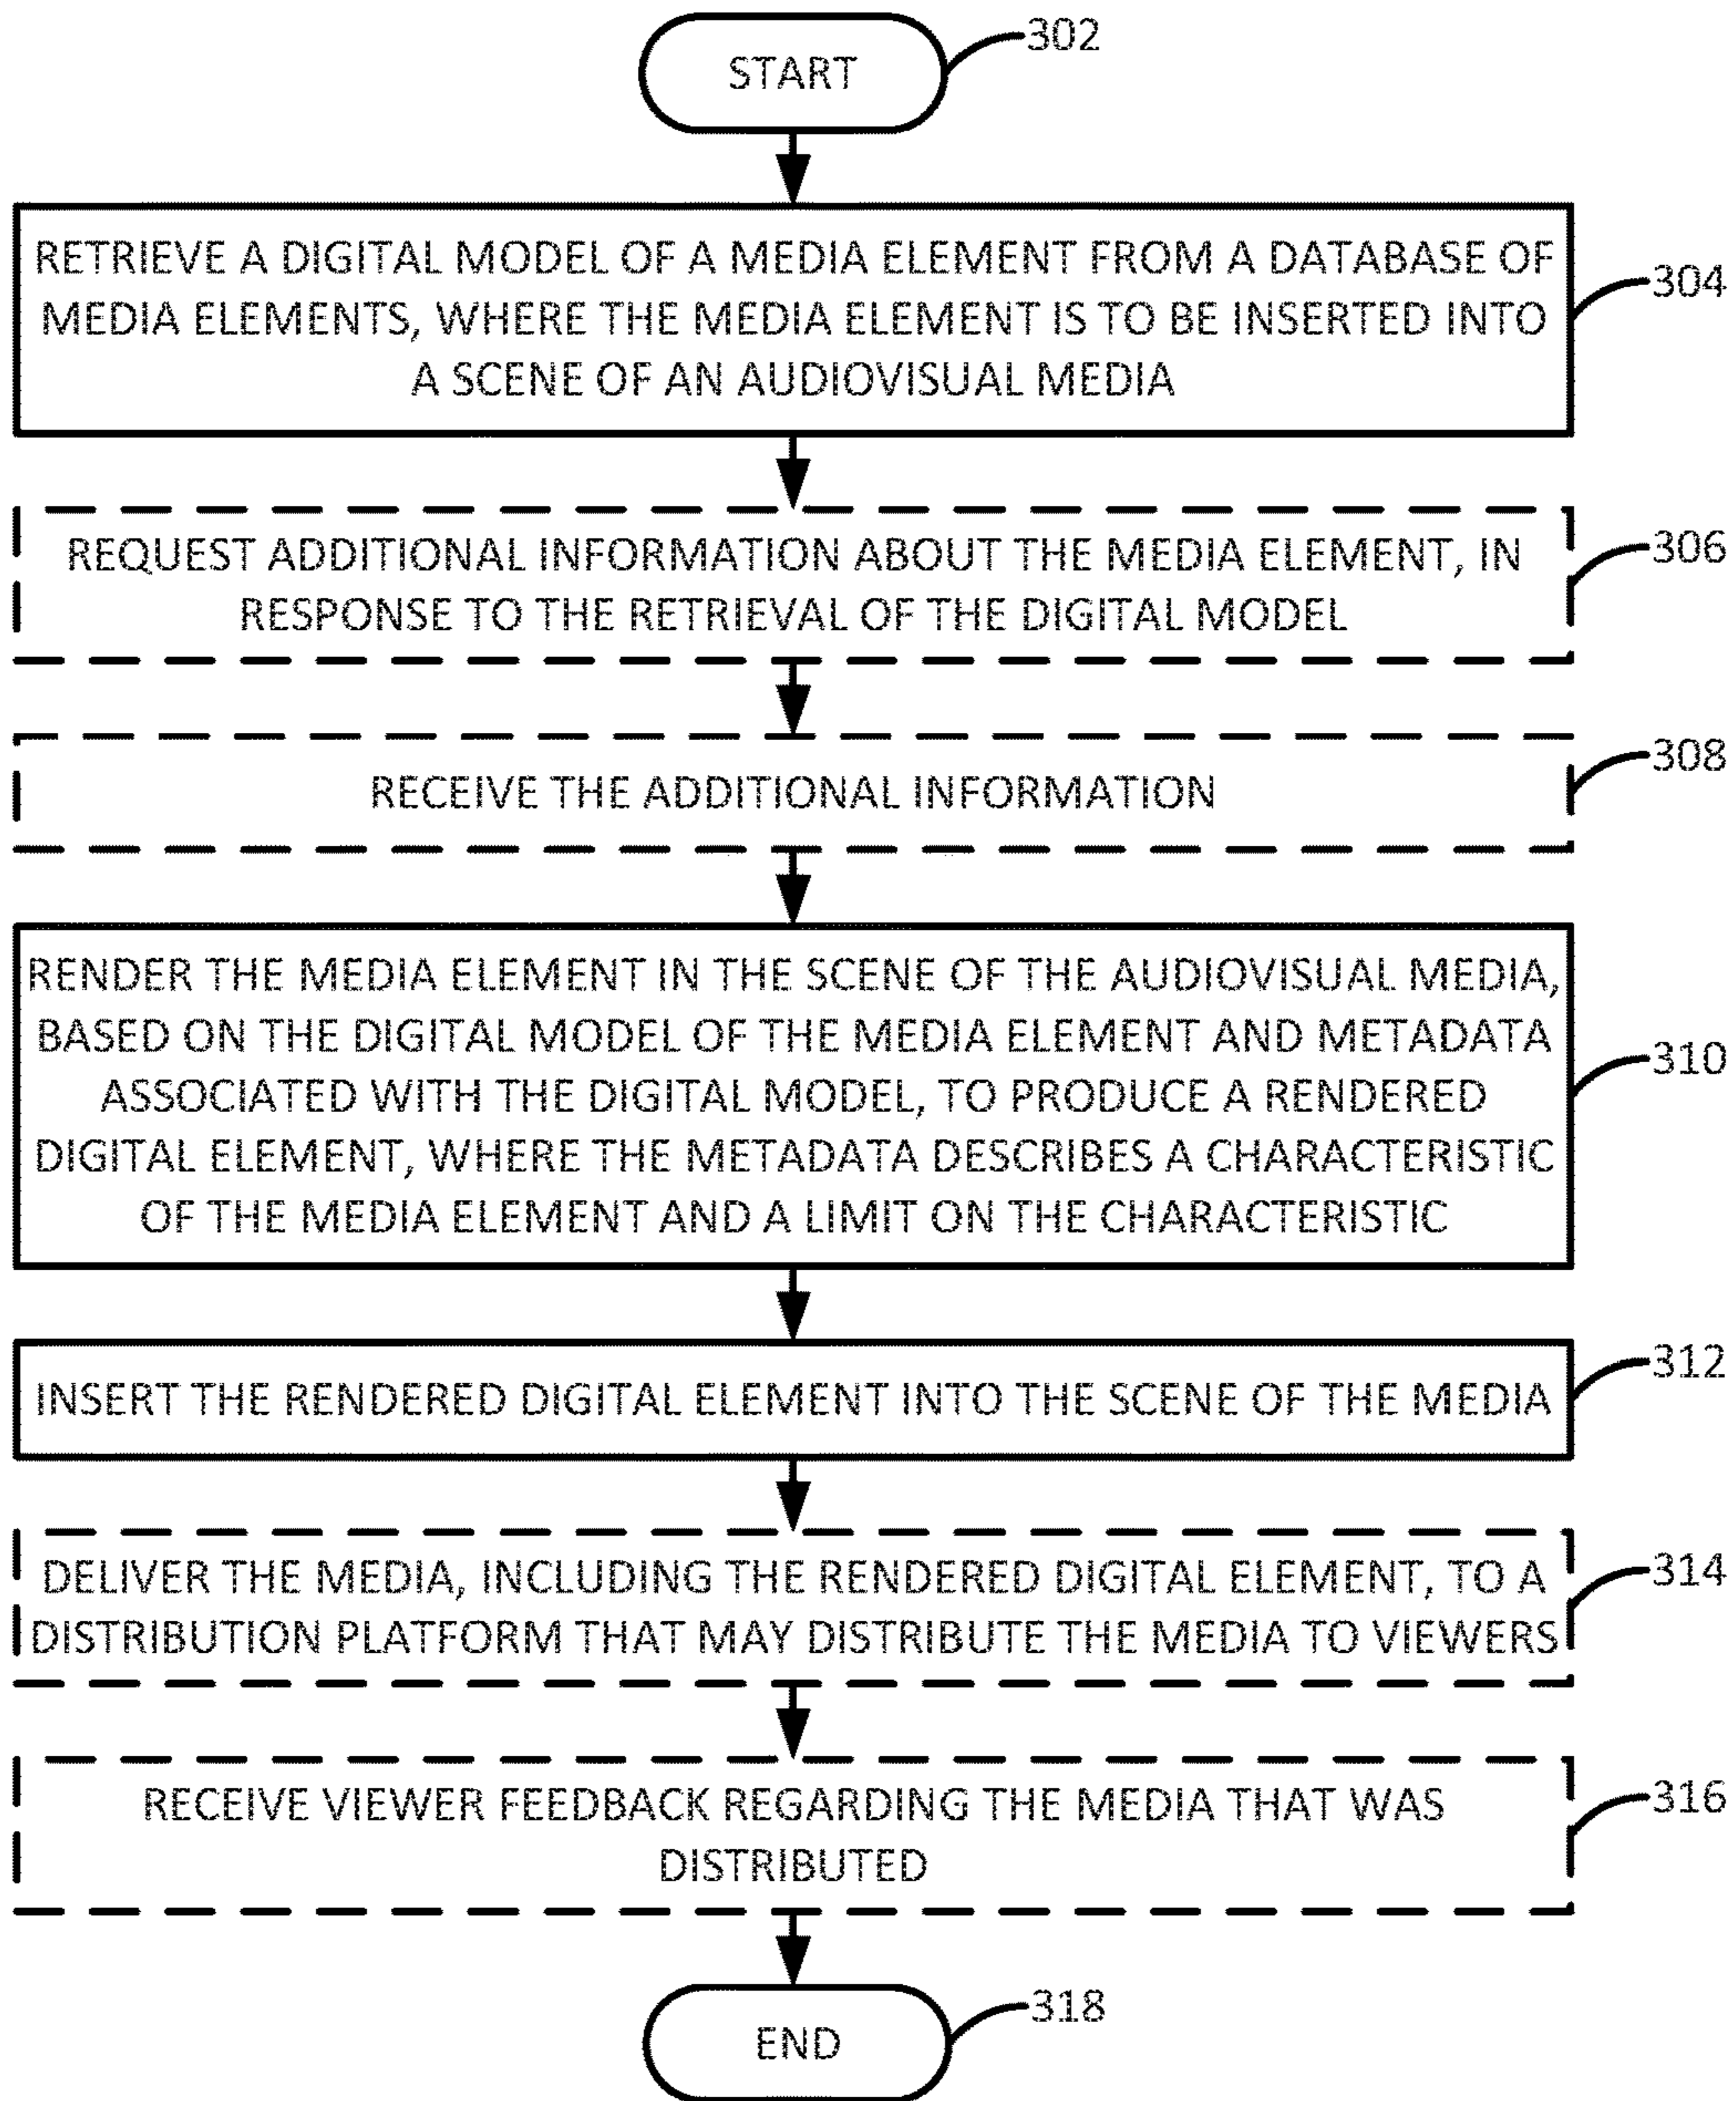 START
302
RETRIEVE A DIGITAL MODEL OF A MEDIA ELEMENT FROM A DATABASE OF
MEDIA ELEMENTS, WHERE THE MEDIA ELEMENT IS TO BE INSERTED INTO
A SCENE OF AN AUDIOVISUAL MEDIA
304
REQUEST ADDITIONAL INFORMATION ABOUT THE MEDIA ELEMENT, IN
RESPONSE TO THE RETRIEVAL OF THE DIGITAL MODEL
306
RECEIVE THE ADDITIONAL INFORMATION
308
RENDER THE MEDIA ELEMENT IN THE SCENE OF THE AUDIOVISUAL MEDIA,
BASED ON THE DIGITAL MODEL OF THE MEDIA ELEMENT AND METADATA
ASSOCIATED WITH THE DIGITAL MODEL, TO PRODUCE A RENDERED
DIGITAL ELEMENT, WHERE THE METADATA DESCRIBES A CHARACTERISTIC
OF THE MEDIA ELEMENT AND A LIMIT ON THE CHARACTERISTIC
310
INSERT THE RENDERED DIGITAL ELEMENT INTO THE SCENE OF THE MEDIA
312
DELIVER THE MEDIA, INCLUDING THE RENDERED DIGITAL ELEMENT, TO A
DISTRIBUTION PLATFORM THAT MAY DISTRIBUTE THE MEDIA TO VIEWERS
314
RECEIVE VIEWER FEEDBACK REGARDING THE MEDIA THAT WAS
DISTRIBUTED
316
END
318